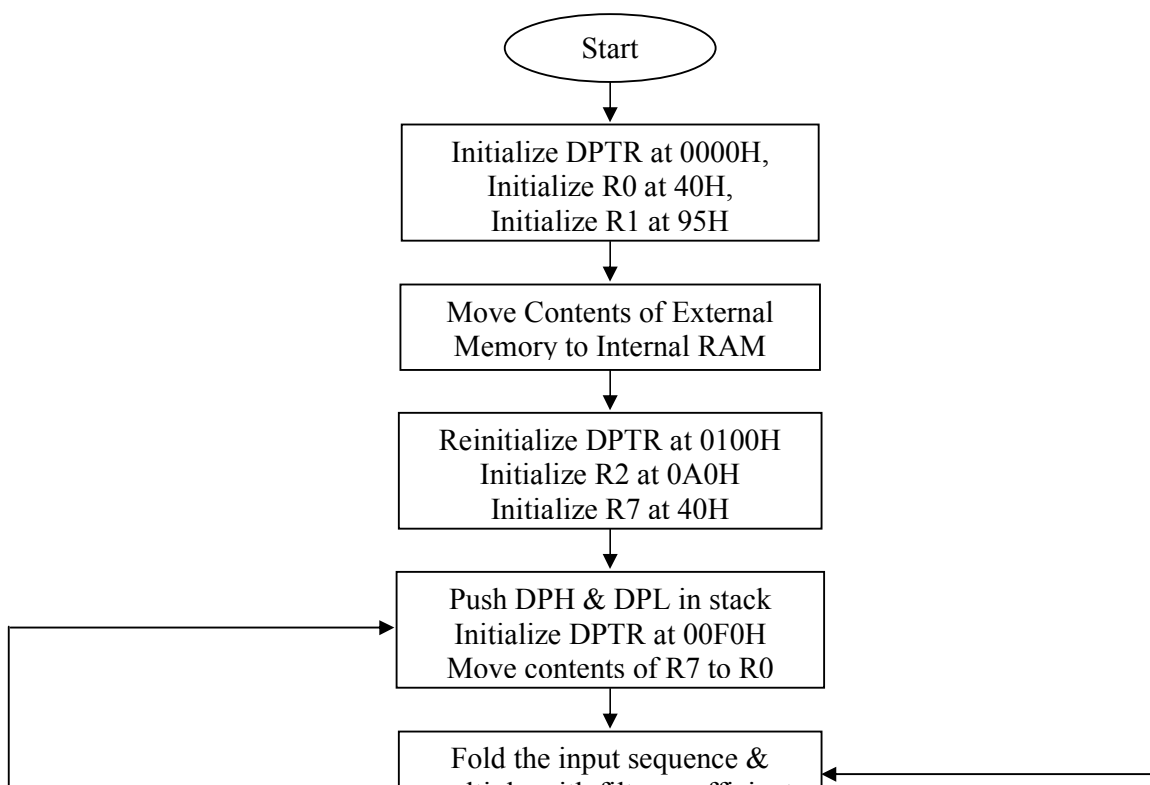 Start
Initialize DPTR at 0000H,
Initialize R0 at 40H,
Initialize R1 at 95H
Move Contents of External
Memory to Internal RAM
Reinitialize DPTR at 0100H
Initialize R2 at 0A0H
Initialize R7 at 40H
Push DPH & DPL in stack
Initialize DPTR at 00F0H
Move contents of R7 to R0
Fold the input sequence &
with filter